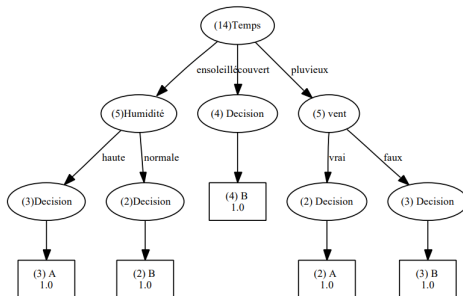 (14)Temps
ensoleillé couvert pluvieux
(5)Humidité (4) Decision (5) vent
haute normale vrai faux
(3)Decision (2)Decision (4) B
1.0 (2) Decision (3) Decision
(3) A
1.0
(2) B
1.0
(2) A
1.0
(3) B
1.0